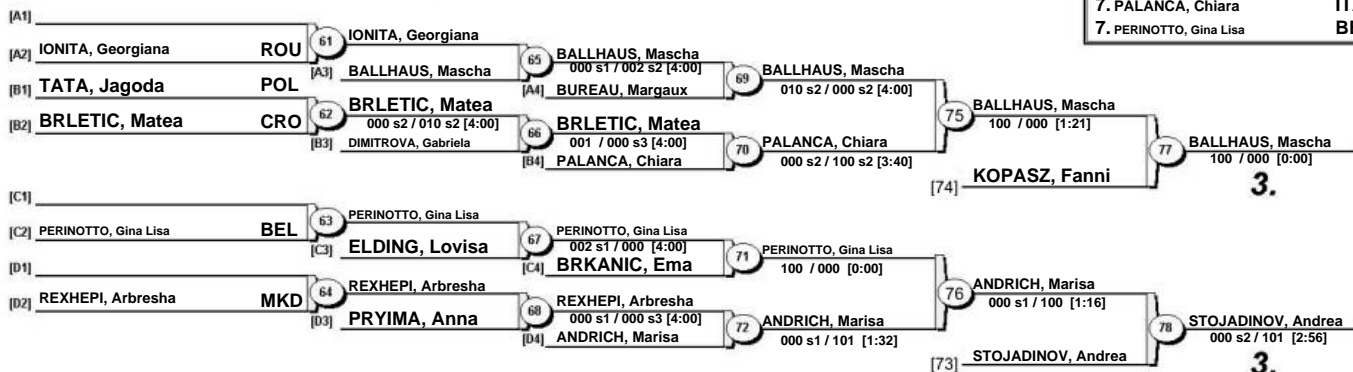 7. PALANCA, Chiara
7. PERINOTTO, Gina Lisa
[A1]
[A2] IONITA, Georgiana ROU
61
IONITA, Georgiana
[A3] BALLHAUS, Mascha
65
BALLHAUS, Mascha
000 s1 / 002 s2 [4:00]
[A4] BUREAU, Margaux
69
BALLHAUS, Mascha
010 s2 / 000 s2 [4:00]
[B1] TATA, Jagoda POL
[B2] BRLETIC, Matea CRO
62
BRLETIC, Matea
000 s2 / 010 s2 [4:00]
[B3] DIMITROVA, Gabriela
66
BRLETIC, Matea
001 / 000 s3 [4:00]
[B4] PALANCA, Chiara
70
PALANCA, Chiara
000 s2 / 100 s2 [3:40]
75
BALLHAUS, Mascha
100 / 000 [1:21]
[74] KOPASZ, Fanni
77
BALLHAUS, Mascha
100 / 000 [0:00]
3.
[C1]
[C2] PERINOTTO, Gina Lisa BEL
63
PERINOTTO, Gina Lisa
[C3] ELDING, Lovisa
67
PERINOTTO, Gina Lisa
002 s1 / 000 [4:00]
[C4] BRKANIC, Ema
71
PERINOTTO, Gina Lisa
100 / 000 [0:00]
[D1]
[D2] REXHEPI, Arbresha MKD
64
REXHEPI, Arbresha
[D3] PRYIMA, Anna
68
REXHEPI, Arbresha
000 s1 / 000 s3 [4:00]
[D4] ANDRICH, Marisa
72
ANDRICH, Marisa
000 s1 / 101 [1:32]
76
ANDRICH, Marisa
000 s1 / 100 [1:16]
[73] STOJADINOV, Andrea
78
STOJADINOV, Andrea
000 s2 / 101 [2:56]
3.